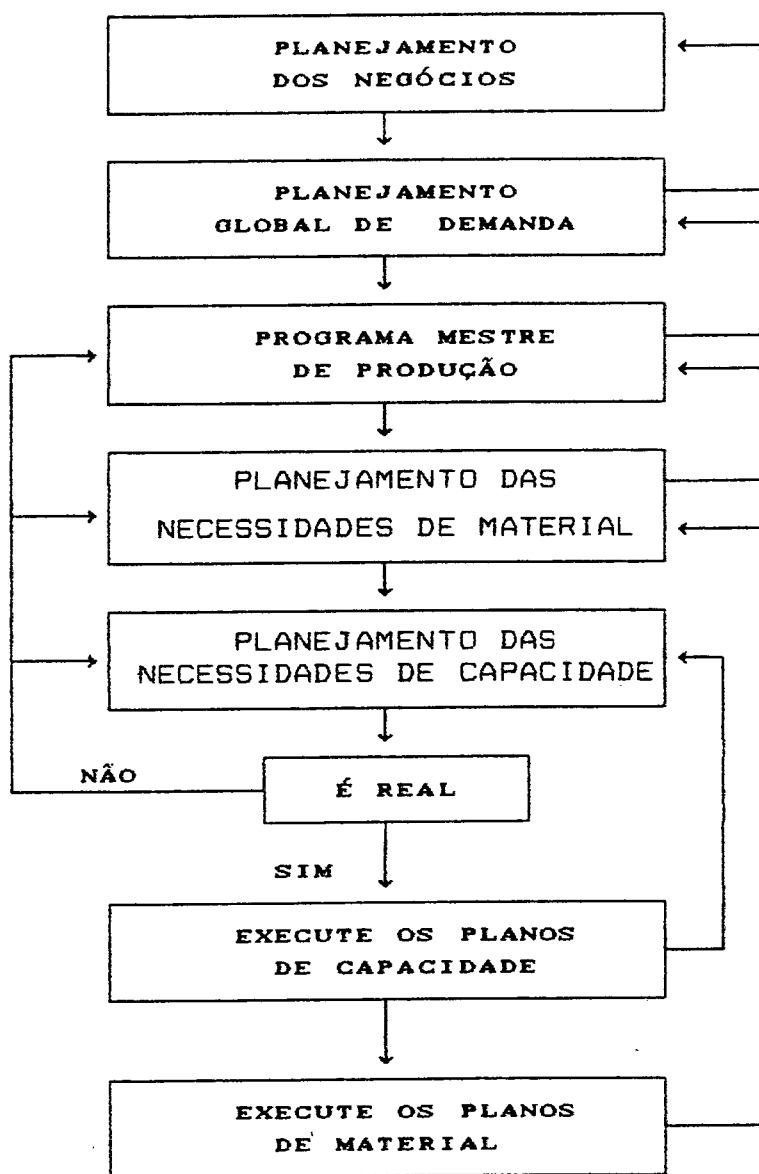 PLANEJAMENTO
DOS NEGÓCIOS
PLANEJAMENTO
GLOBAL DE DEMANDA
PROGRAMA MESTRE
DE PRODUÇÃO
PLANEJAMENTO DAS
NECESSIDADES DE MATERIAL
PLANEJAMENTO DAS
NECESSIDADES DE CAPACIDADE
NÃO
É REAL
SIM
EXECUTE OS PLANOS
DE CAPACIDADE
EXECUTE OS PLANOS
DE MATERIAL